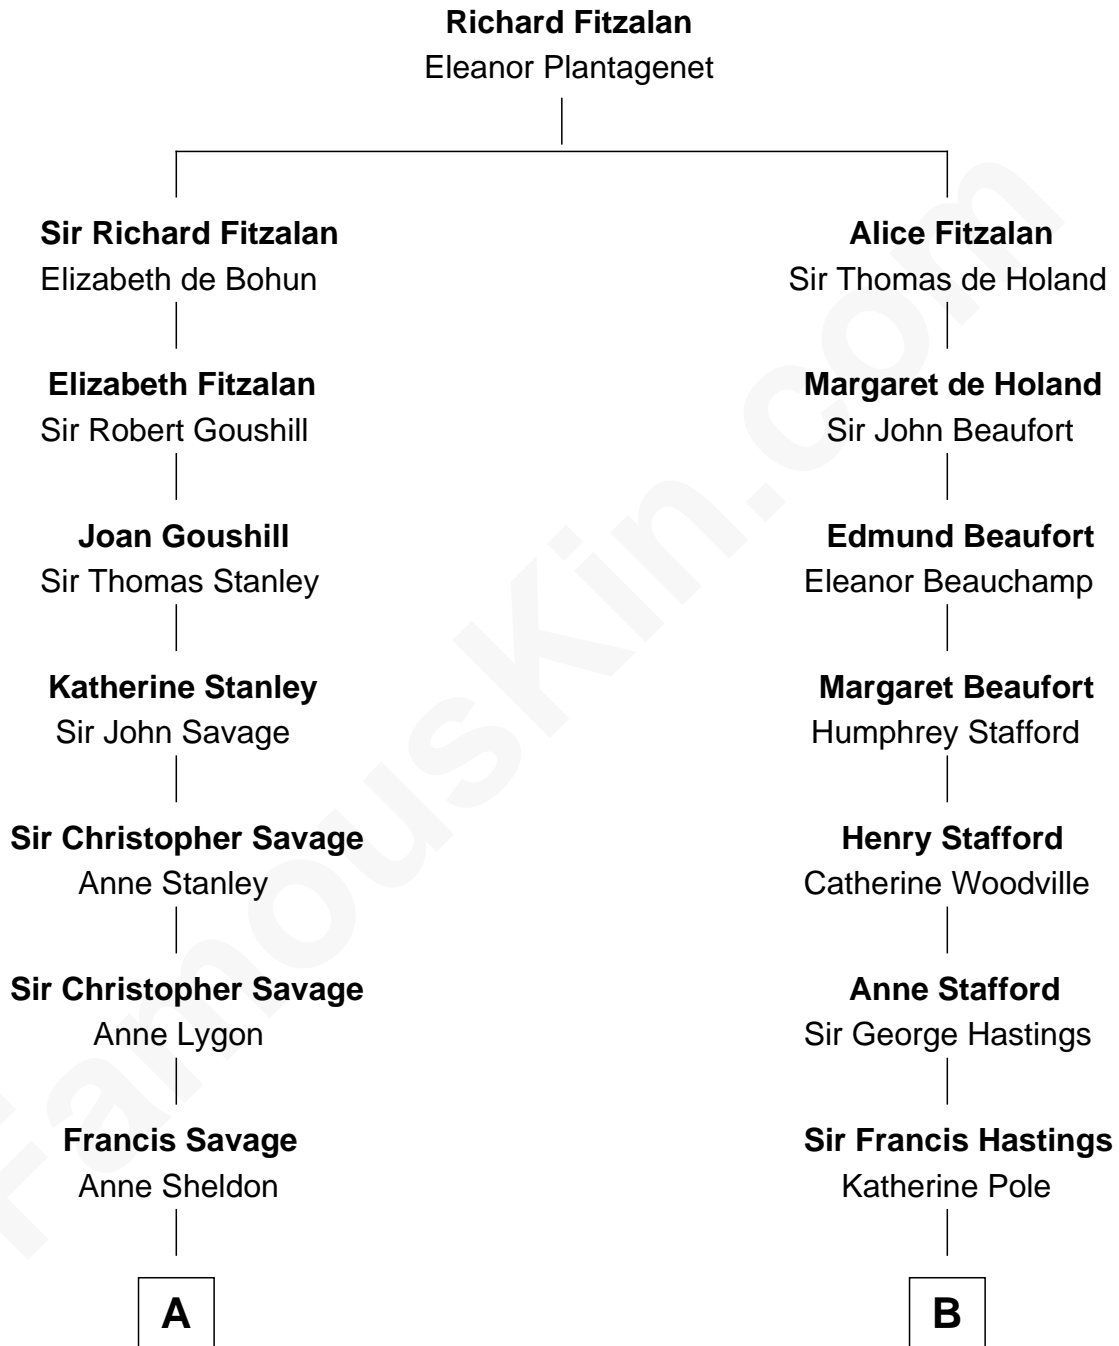 Richard Fitzalan
Eleanor Plantagenet
Sir Richard Fitzalan
Elizabeth de Bohun
Alice Fitzalan
Sir Thomas de Holand
Elizabeth Fitzalan
Sir Robert Goushill
Margaret de Holand
Sir John Beaufort
Joan Goushill
Sir Thomas Stanley
Edmund Beaufort
Eleanor Beauchamp
Katherine Stanley
Sir John Savage
Margaret Beaufort
Humphrey Stafford
Sir Christopher Savage
Anne Stanley
Henry Stafford
Catherine Woodville
Sir Christopher Savage
Anne Lygon
Anne Stafford
Sir George Hastings
Francis Savage
Anne Sheldon
Sir Francis Hastings
Katherine Pole
A
B
FamousKin.com